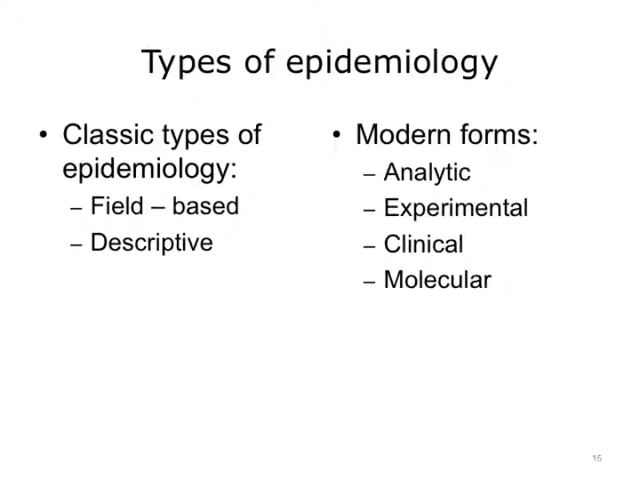 Types of epidemiology
• Classic types of
epidemiology:
– Field – based
– Descriptive
• Modern forms:
– Analytic
– Experimental
– Clinical
– Molecular
15